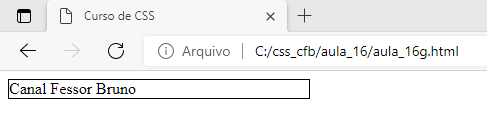 Curso de CSS
Arquivo C:/css_cfb/aula_16/aula_16g.html
Canal Fessor Bruno